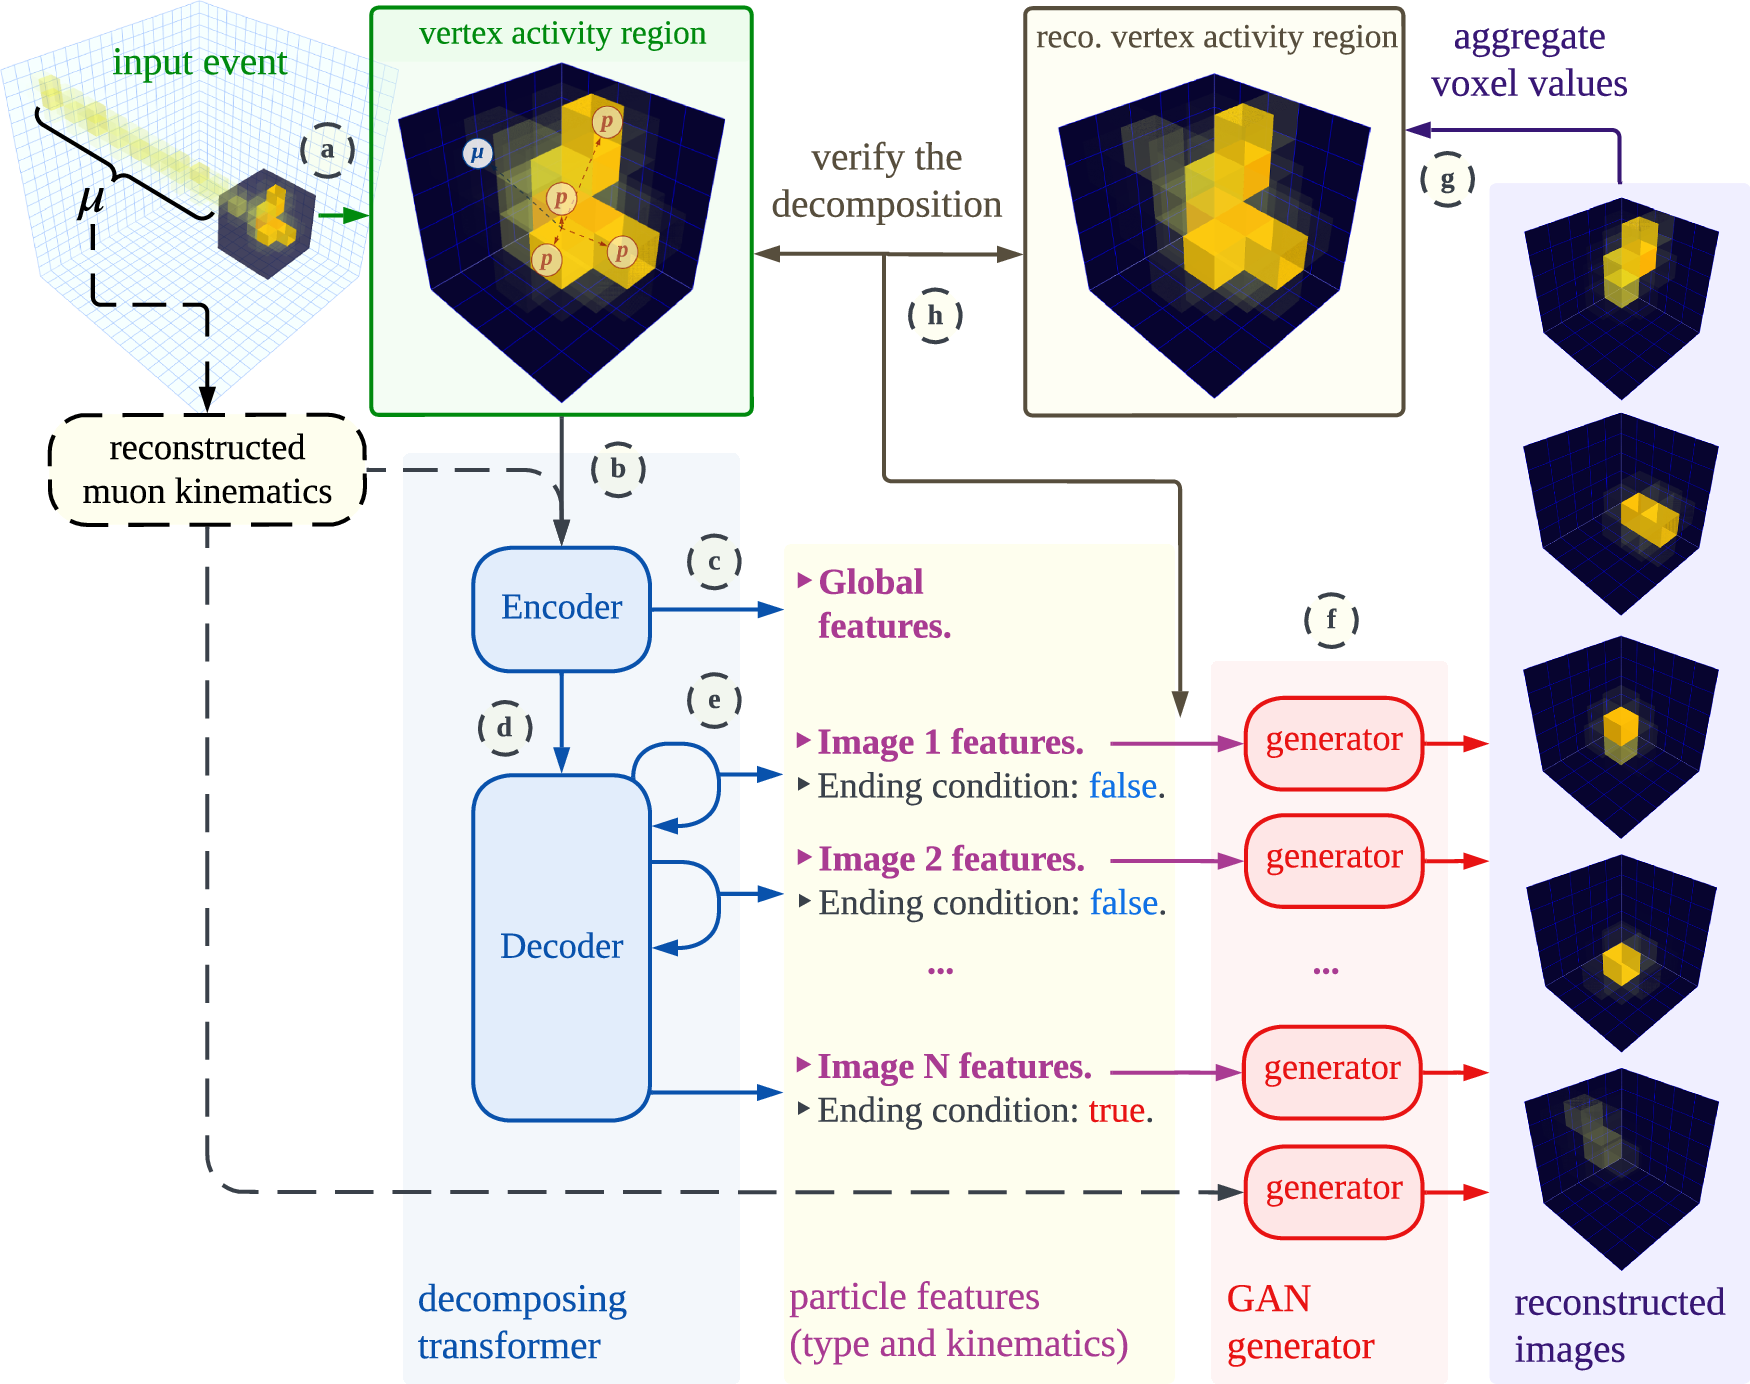 input event
a
μ
reconstructed
muon kinematics
vertex activity region
μ
p
p
p
p
verify the
decomposition
h
reco. vertex activity region
aggregate
voxel values
g
b
Encoder
c
Global
features.
d
e
Decoder
Image 1 features.
Ending condition: false.
Image 2 features.
Ending condition: false.
...
Image N features.
Ending condition: true.
f
generator
generator
...
generator
generator
decomposing
transformer
particle features
(type and kinematics)
GAN
generator
reconstructed
images